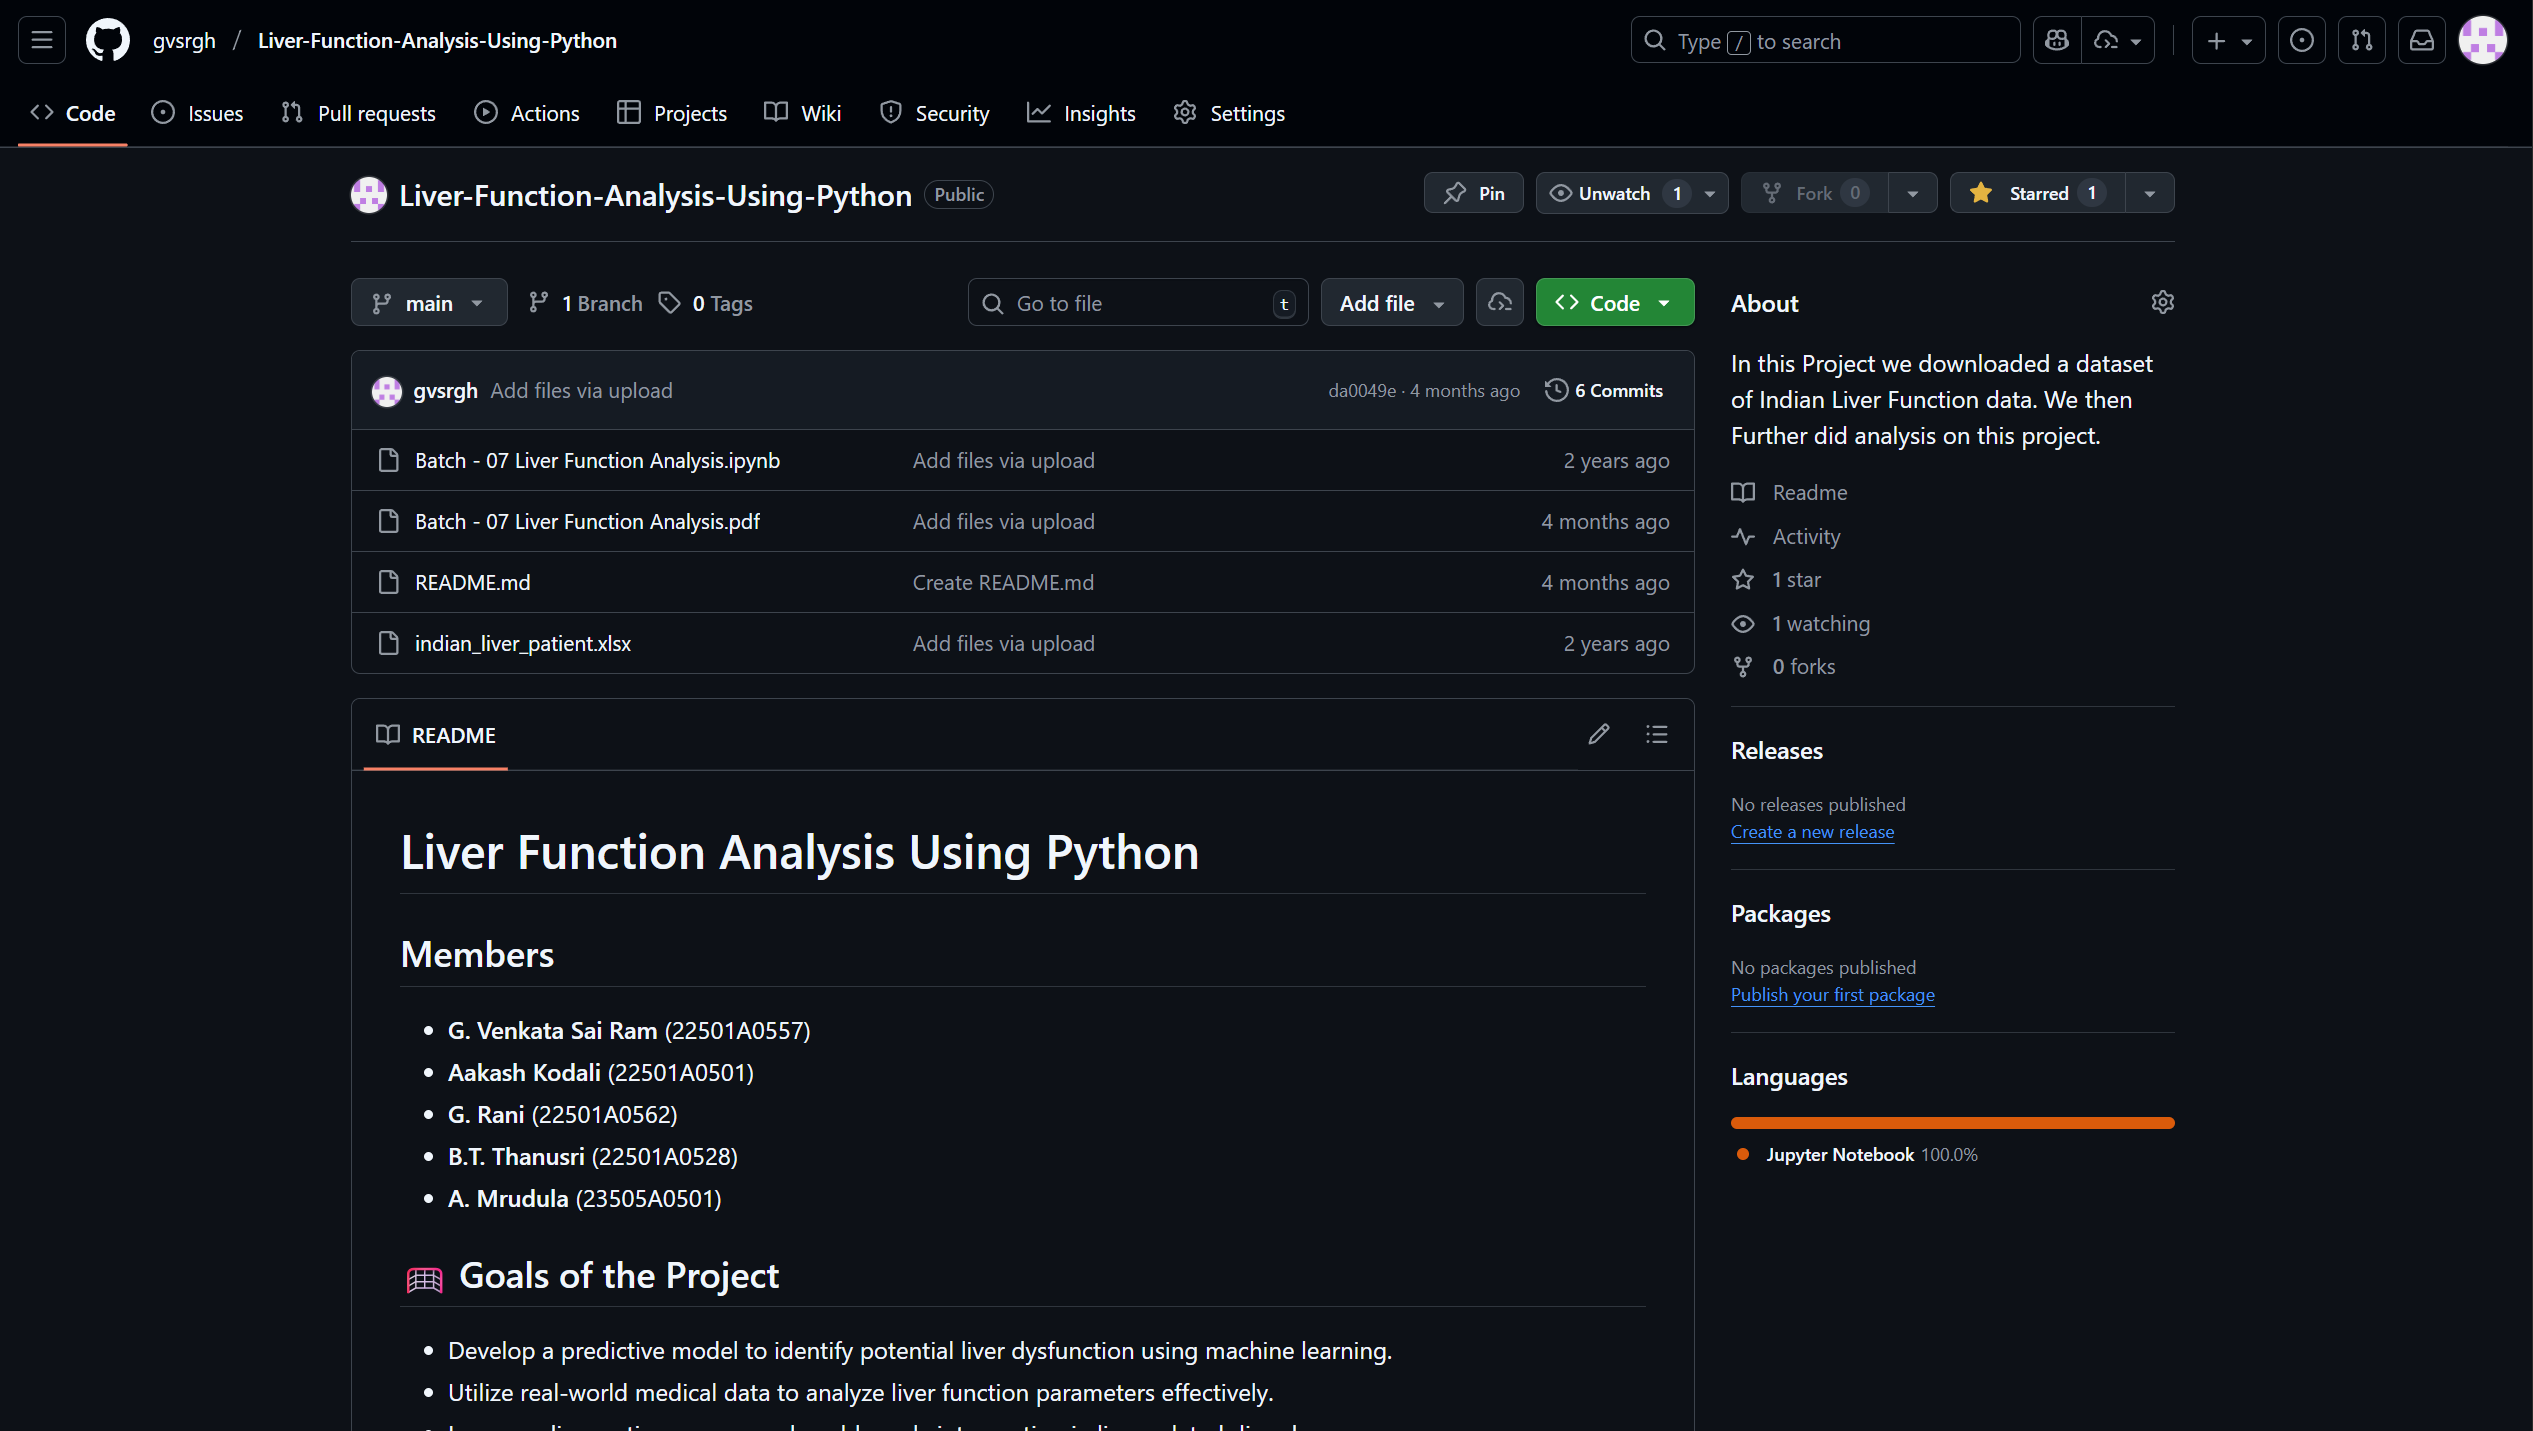 gvsrgh / Liver-Function-Analysis-Using-Python
Type / to search
Code Issues Pull requests Actions Projects Wiki Security Insights Settings
Liver-Function-Analysis-Using-Python Public
Pin Unwatch 1 Fork 0 Starred 1
main 1 Branch 0 Tags
Go to file t Add file Code
gvsrgh Add files via upload da0049e · 4 months ago 6 Commits
Batch - 07 Liver Function Analysis.ipynb Add files via upload 2 years ago
Batch - 07 Liver Function Analysis.pdf Add files via upload 4 months ago
README.md Create README.md 4 months ago
indian_liver_patient.xlsx Add files via upload 2 years ago
README
Liver Function Analysis Using Python
Members
G. Venkata Sai Ram (22501A0557)
Aakash Kodali (22501A0501)
G. Rani (22501A0562)
B.T. Thanusri (22501A0528)
A. Mrudula (23505A0501)
Goals of the Project
Develop a predictive model to identify potential liver dysfunction using machine learning.
Utilize real-world medical data to analyze liver function parameters effectively.
About
In this Project we downloaded a dataset
of Indian Liver Function data. We then
Further did analysis on this project.
Readme
Activity
1 star
1 watching
0 forks
Releases
No releases published
Create a new release
Packages
No packages published
Publish your first package
Languages
Jupyter Notebook 100.0%